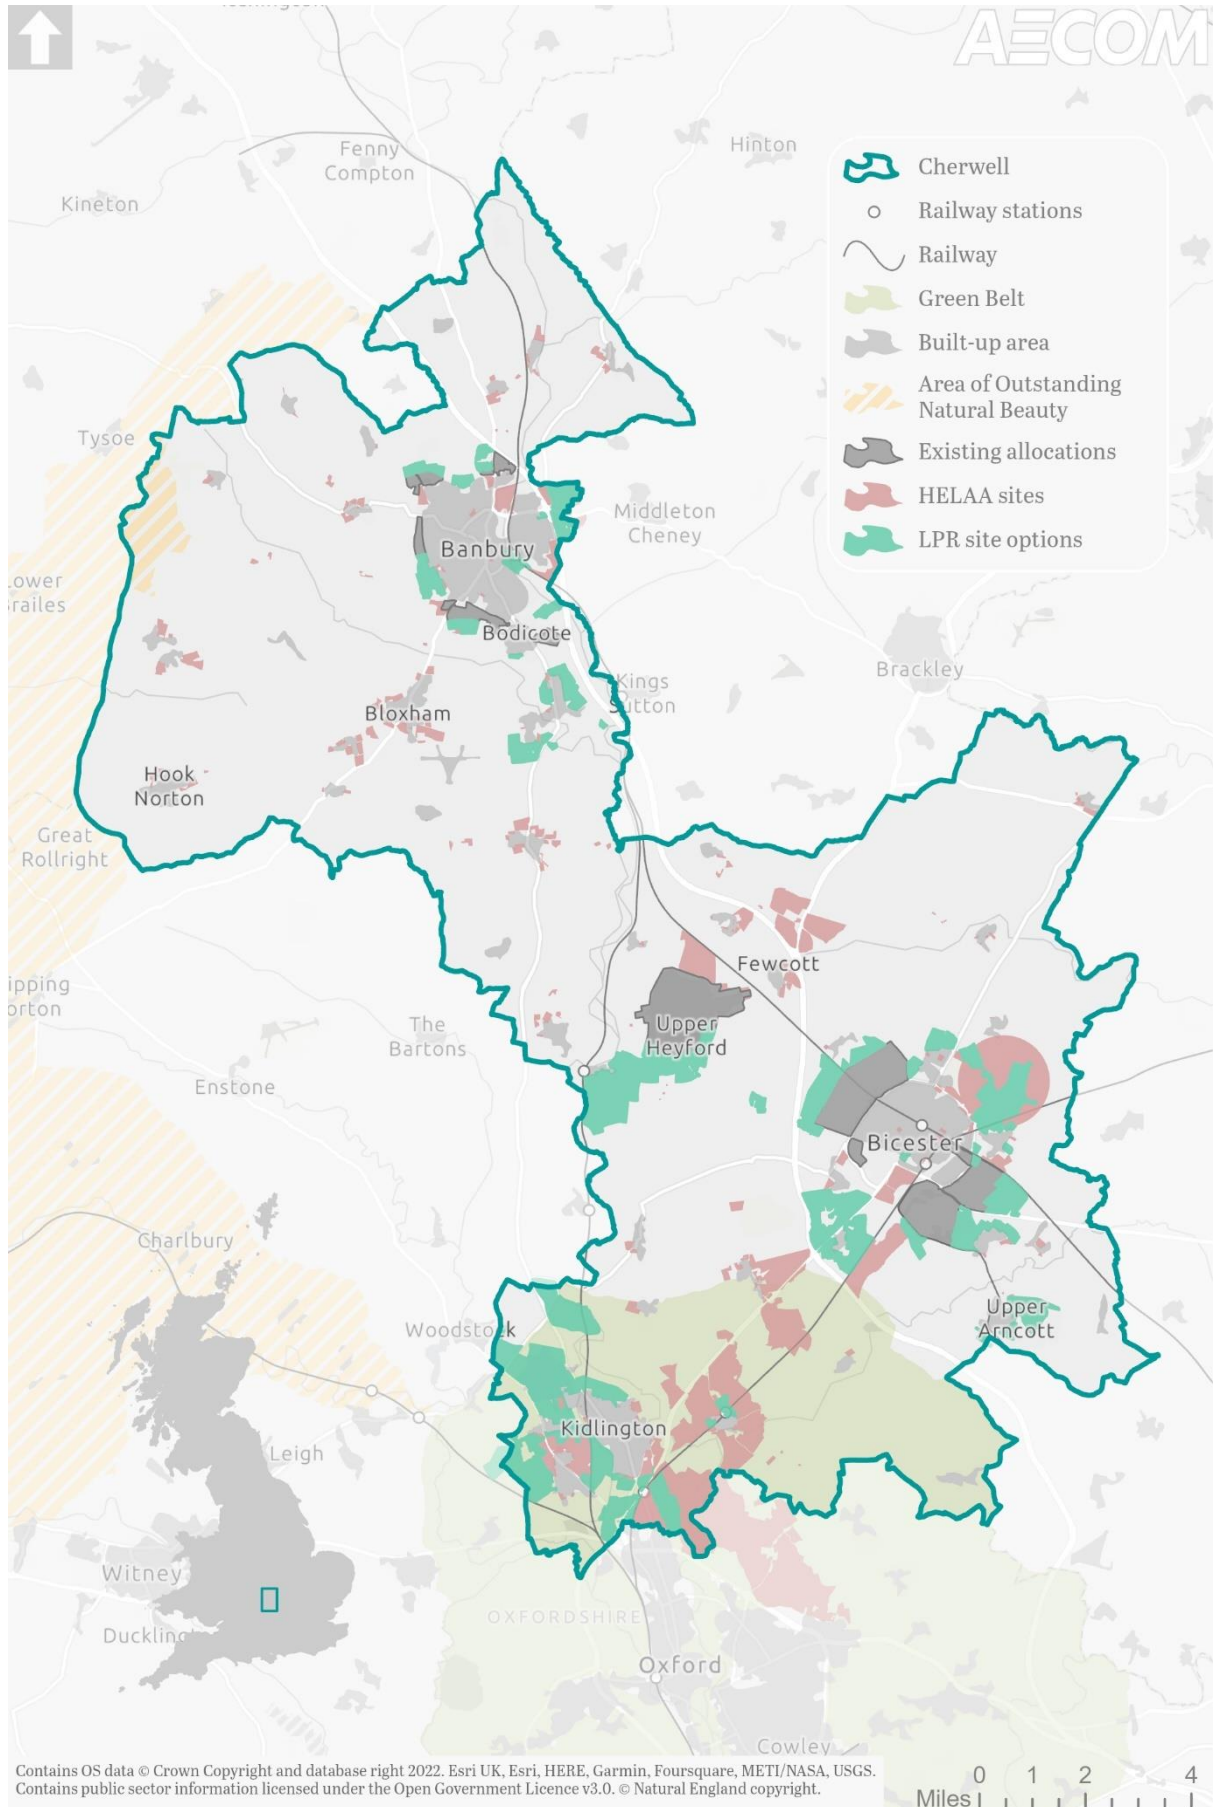 AECOM
Fenny
Compton
Hinton
Kineton
Cherwell
Railway stations
Railway
Green Belt
Built-up area
Area of Outstanding
Natural Beauty
Existing allocations
HELAA sites
LPR site options
Tysoe
Middleton
Cheney
Banbury
Brailes
Bodicote
Brackley
Kings
Sutton
Bloxham
Hook
Norton
Great
Rollright
Fewcott
Upper
Heyford
The
Bartons
Enstone
Bicester
Charlbury
Woodstock
Upper
Arncott
Kidlington
Leigh
Witney
OXFORDSHIRE
Oxford
Cowley
Contains OS data © Crown Copyright and database right 2022. Esri UK, Esri, HERE, Garmin, Foursquare, METI/NASA, USGS.
Contains public sector information licensed under the Open Government Licence v3.0. © Natural England copyright.
0 1 2 4
Miles